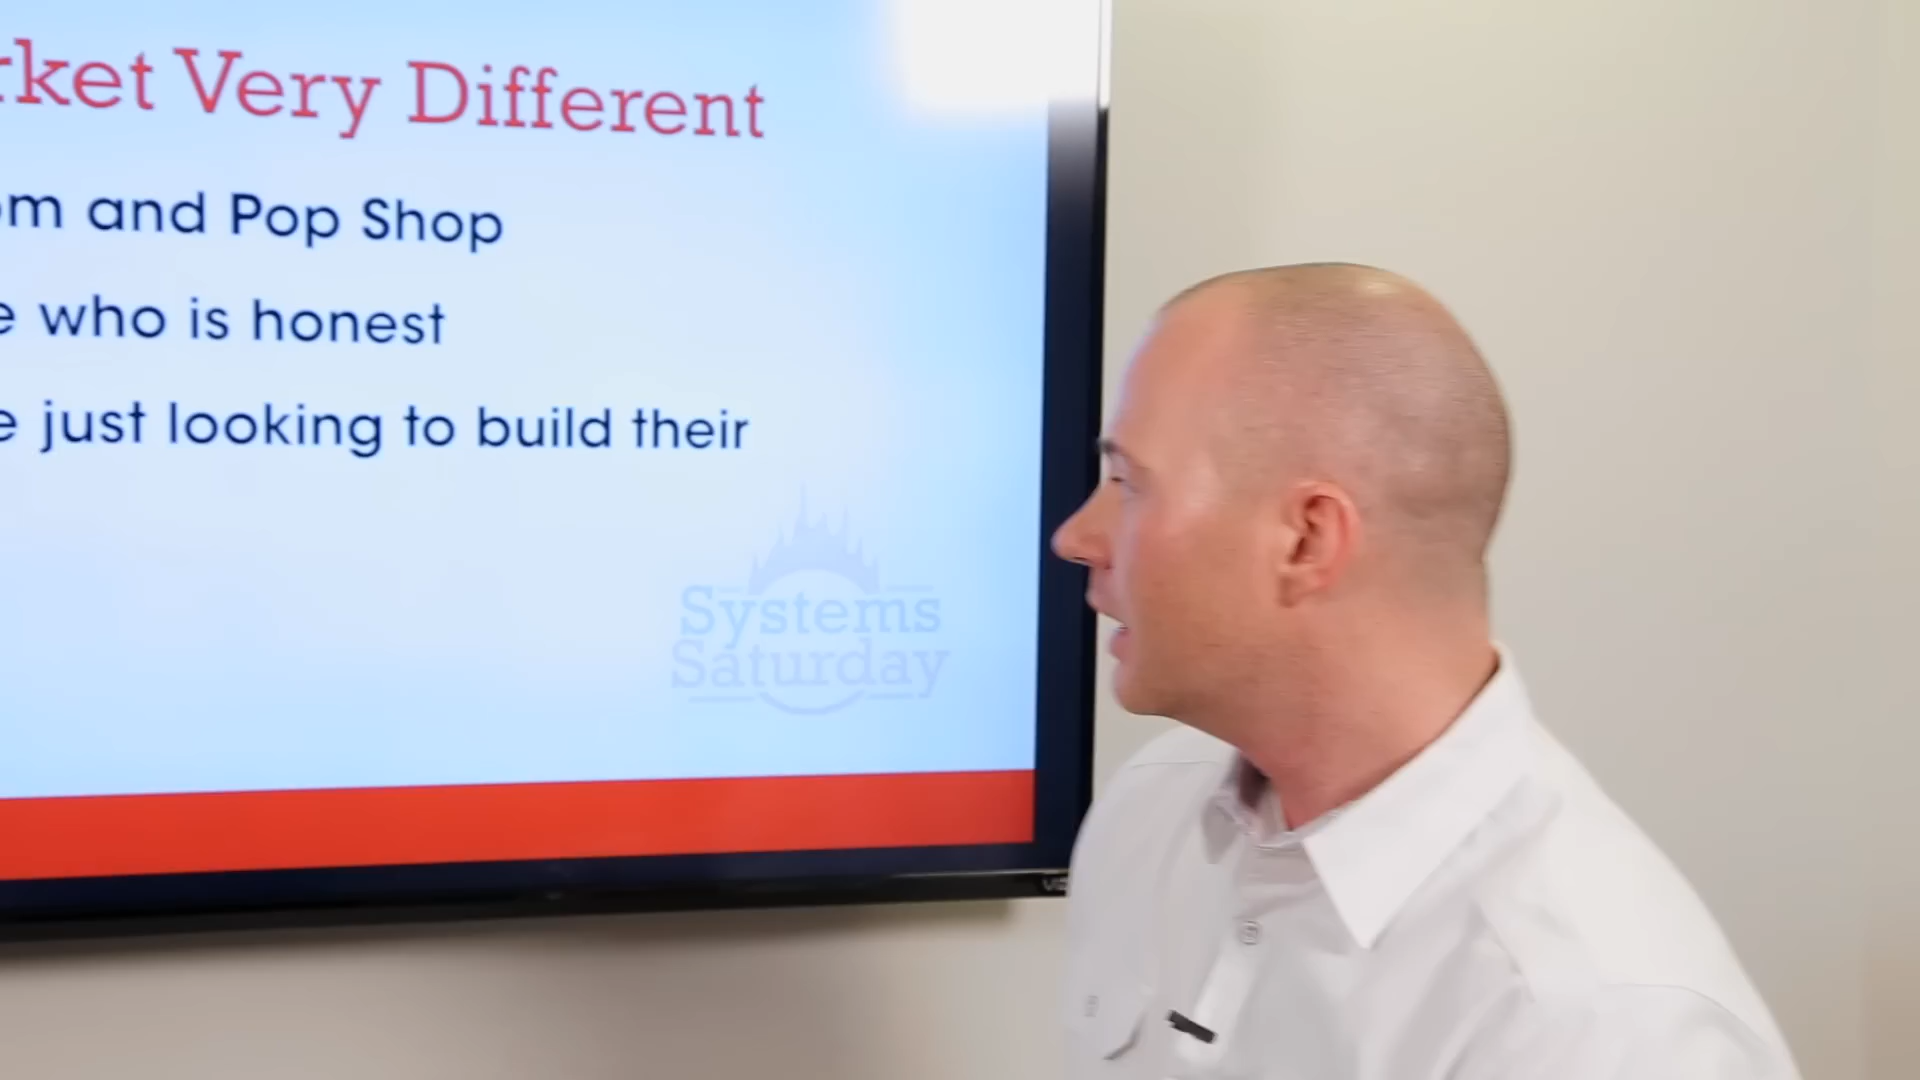 rket Very Different
om and Pop Shop
e who is honest
e just looking to build their
Systems
Saturday